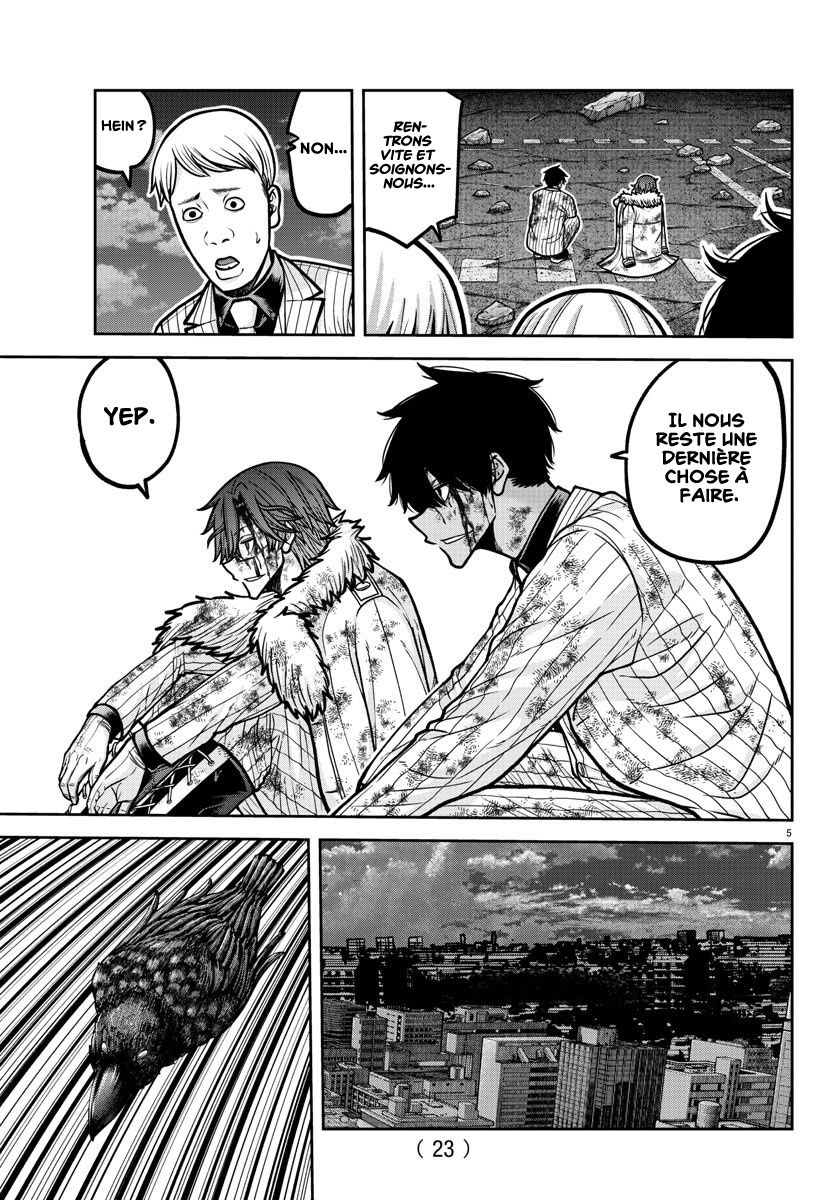 REN-
TRONS
VITE ET
SOIGNONS-
NOUS...
NON...
HEIN ?
IL NOUS
RESTE UNE
DERNIÈRE
CHOSE À
FAIRE.
YEP.
5
( 23 )